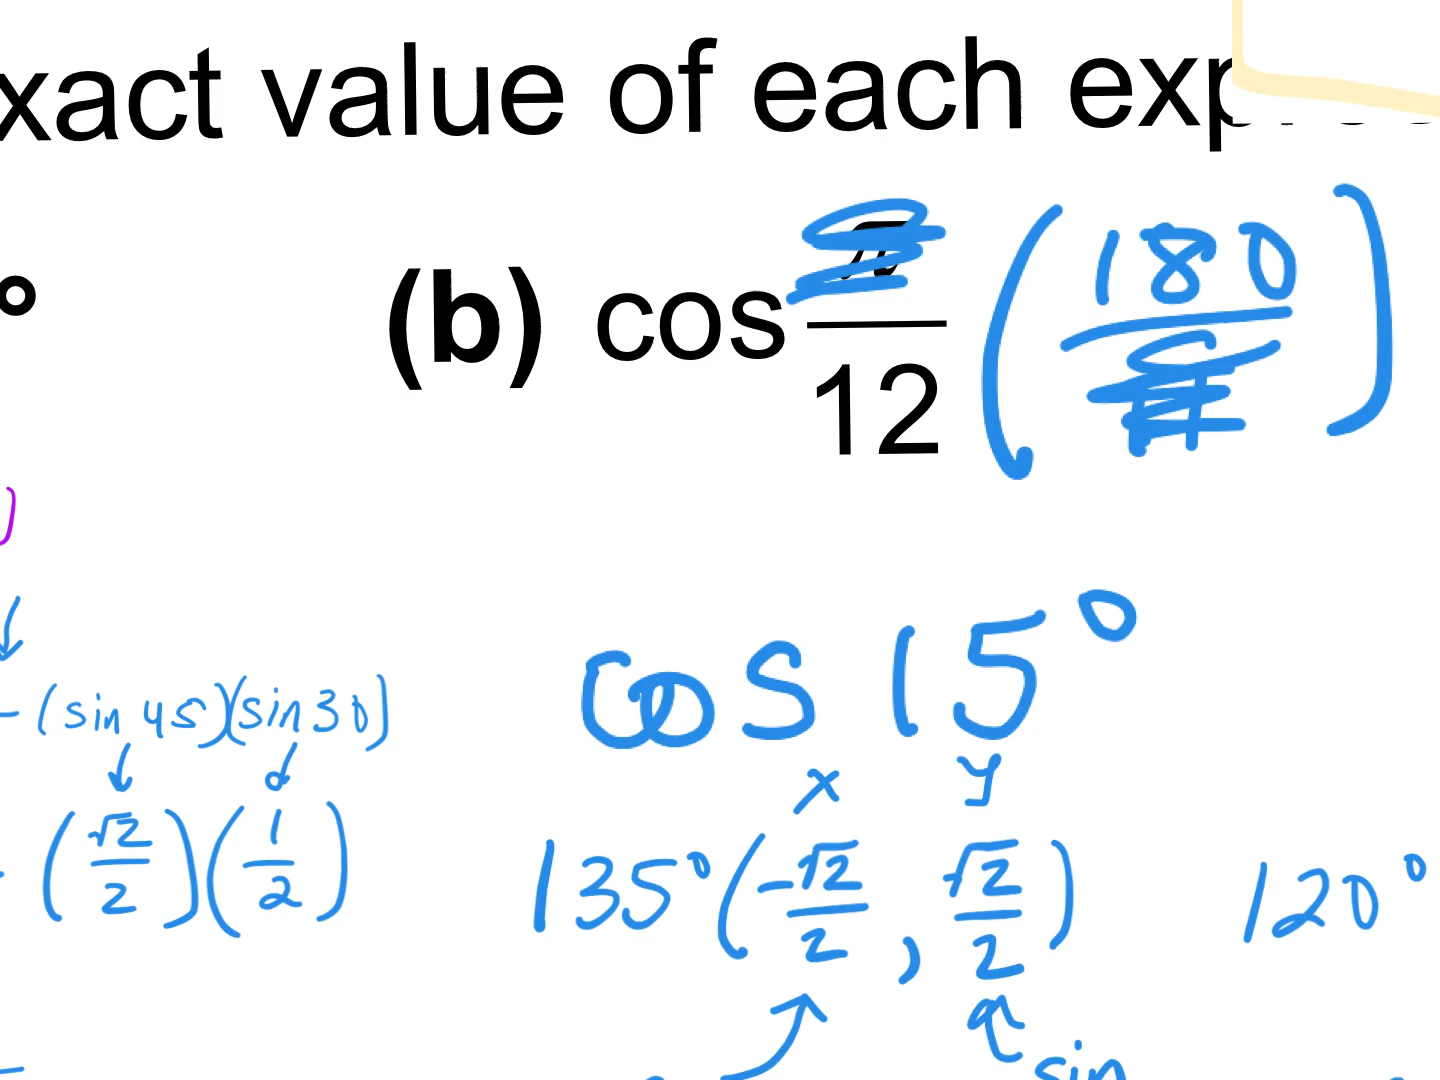 xact value of each exp
° (b) cos π/12 (180/π)
)
cos 15°
- (sin 45)(sin 30)
x y
(√2/2)(1/2) 135° (-√2/2, √2/2) 120°
sin